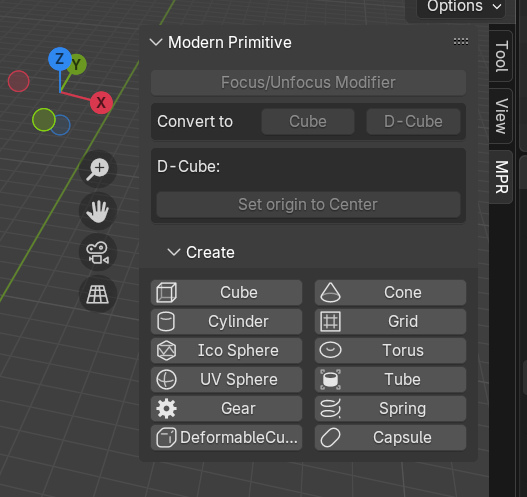 Options
Modern Primitive
Focus/Unfocus Modifier
Convert to Cube D-Cube
D-Cube:
Set origin to Center
Create
Cube Cone
Cylinder Grid
Ico Sphere Torus
UV Sphere Tube
Gear Spring
DeformableCu... Capsule
Z
Y
X
Tool
View
MPR